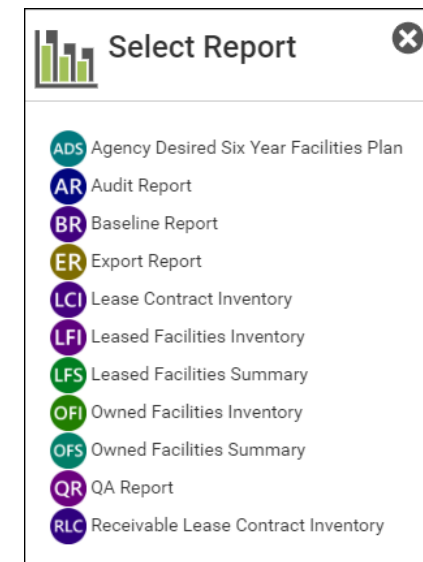 Select Report
ADS Agency Desired Six Year Facilities Plan
AR Audit Report
BR Baseline Report
ER Export Report
LCI Lease Contract Inventory
LFI Leased Facilities Inventory
LFS Leased Facilities Summary
OFI Owned Facilities Inventory
OFS Owned Facilities Summary
QR QA Report
RLC Receivable Lease Contract Inventory